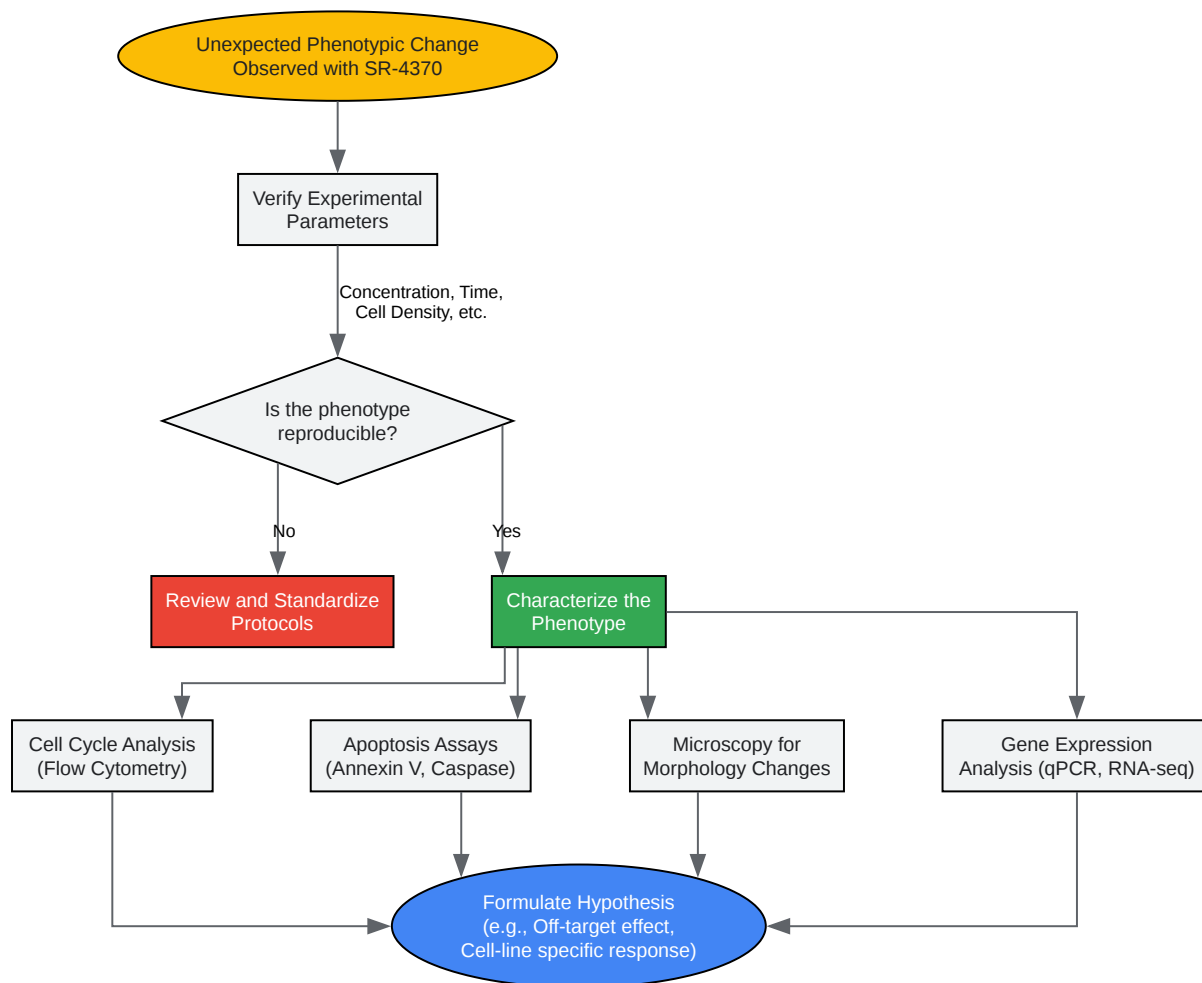 Unexpected Phenotypic Change
Observed with SR-4370
Verify Experimental
Parameters
Concentration, Time,
Cell Density, etc.
Is the phenotype
reproducible?
No
Yes
Review and Standardize
Protocols
Characterize the
Phenotype
Cell Cycle Analysis
(Flow Cytometry)
Apoptosis Assays
(Annexin V, Caspase)
Microscopy for
Morphology Changes
Gene Expression
Analysis (qPCR, RNA-seq)
Formulate Hypothesis
(e.g., Off-target effect,
Cell-line specific response)